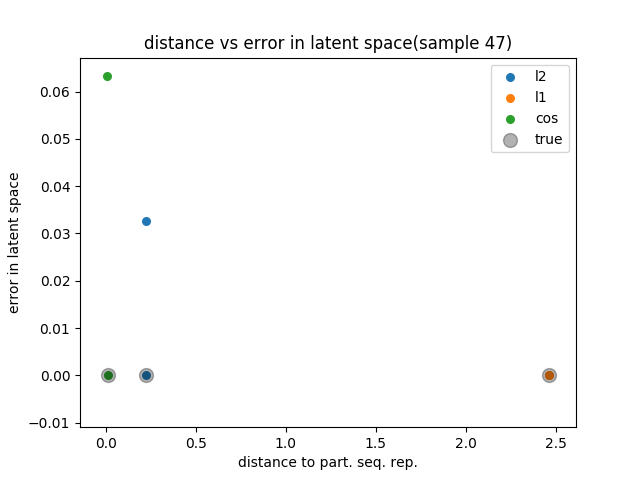 distance vs error in latent space(sample 47)
l2
l1
cos
true
0.06
0.05
0.04
0.03
0.02
0.01
0.00
−0.01
error in latent space
0.0
0.5
1.0
1.5
2.0
2.5
distance to part. seq. rep.